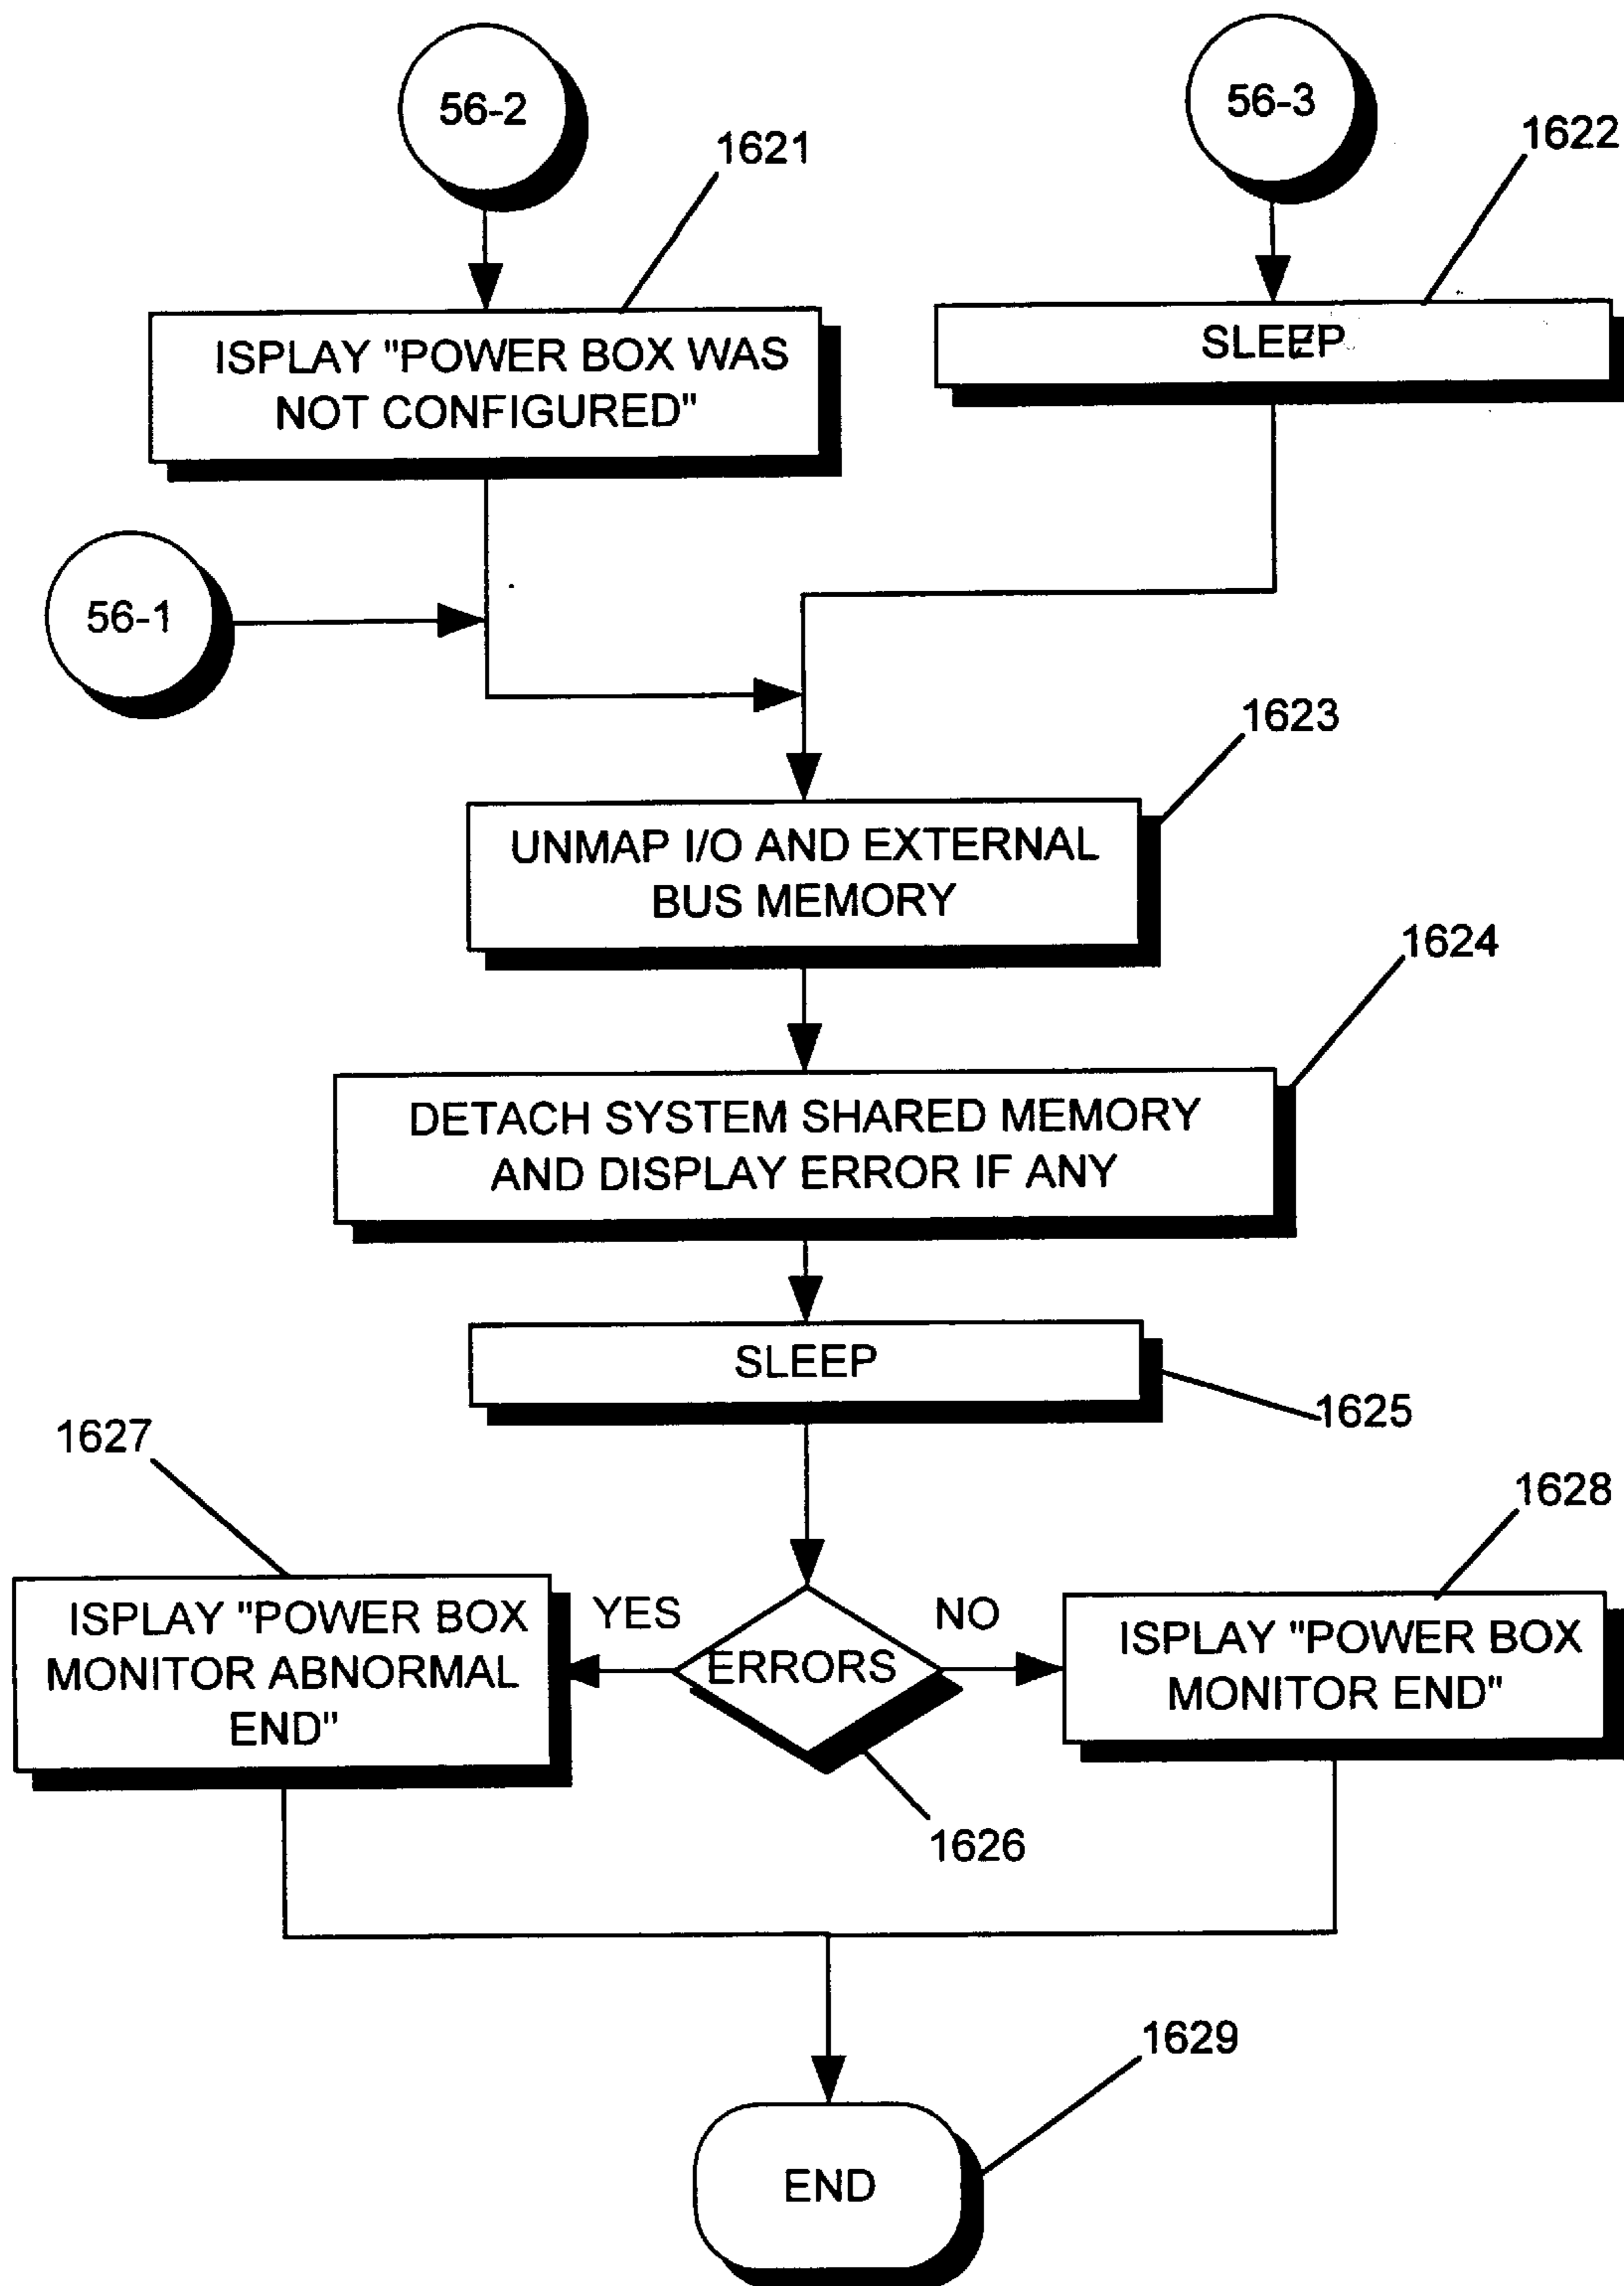 56-2
56-3
1621
1622
ISPLAY "POWER BOX WAS
NOT CONFIGURED"
SLEEP
56-1
1623
UNMAP I/O AND EXTERNAL
BUS MEMORY
1624
DETACH SYSTEM SHARED MEMORY
AND DISPLAY ERROR IF ANY
SLEEP
1625
1627
1628
ISPLAY "POWER BOX
MONITOR ABNORMAL
END"
YES
ERRORS
NO
ISPLAY "POWER BOX
MONITOR END"
1626
1629
END